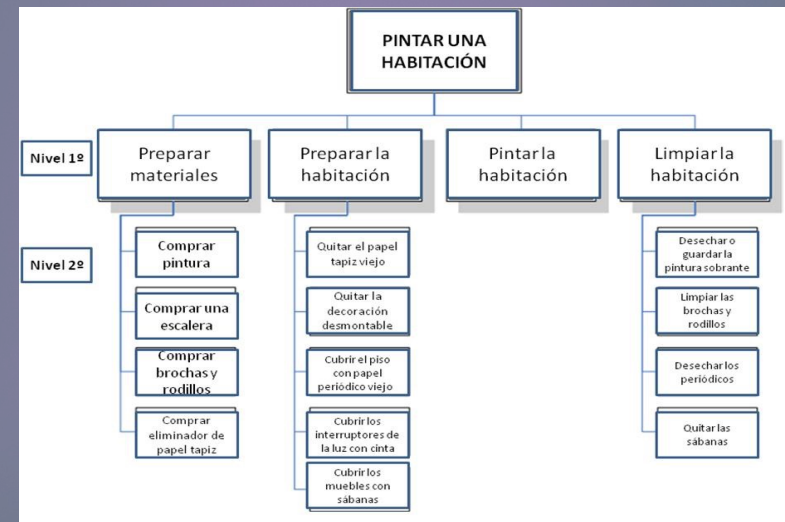 PINTAR UNA
HABITACIÓN
Nivel 1º
Preparar
materiales
Preparar la
habitación
Pintar la
habitación
Limpiar la
habitación
Nivel 2º
Comprar
pintura
Comprar una
escalera
Comprar
brochas y
rodillos
Comprar
eliminador de
papel tapiz
Quitar el papel
tapiz viejo
Quitar la
decoración
desmontable
Cubrir el piso
con papel
periódico viejo
Cubrir los
interruptores de
la luz con cinta
Cubrir los
muebles con
sábanas
Desechar o
guardar la
pintura sobrante
Limpiar las
brochas y
rodillos
Desechar los
periódicos
Quitar las
sábanas